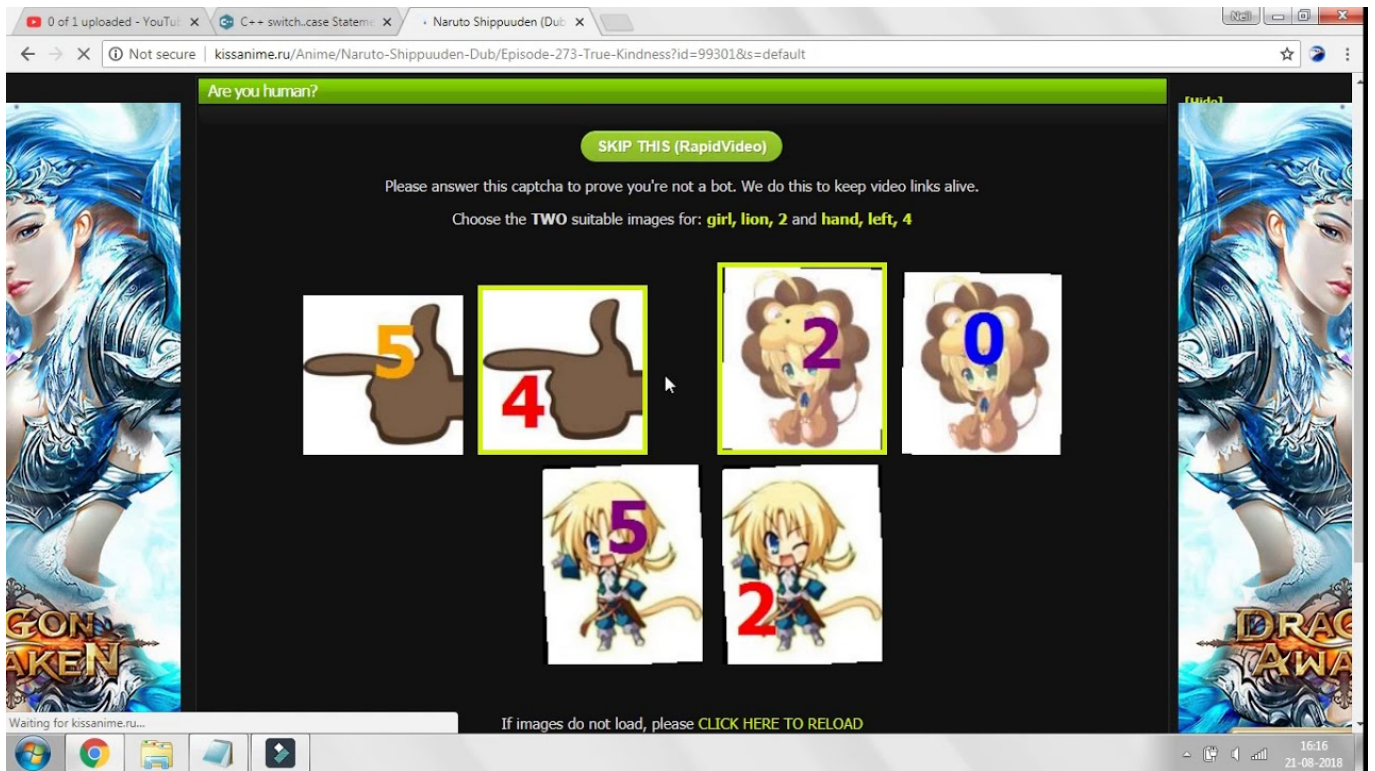 0 of 1 uploaded - YouTub
C++ switch..case Stateme
Naruto Shippuuden (Dub
Neil
Not secure | kissanime.ru/Anime/Naruto-Shippuuden-Dub/Episode-273-True-Kindness?id=99301&s=default
Are you human?
[Hide]
SKIP THIS (RapidVideo)
Please answer this captcha to prove you're not a bot. We do this to keep video links alive.
Choose the TWO suitable images for: girl, lion, 2 and hand, left, 4
5
4
2
0
5
2
GON
AKEN
DRAG
AWA
Waiting for kissanime.ru...
If images do not load, please CLICK HERE TO RELOAD
16:16
21-08-2018